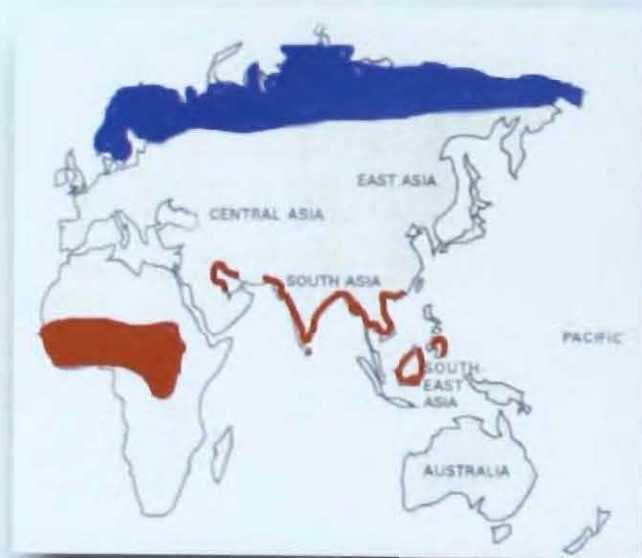 EAST ASIA
CENTRAL ASIA
SOUTH ASIA
PACIFIC
SOUTH-
EAST
ASIA
AUSTRALIA